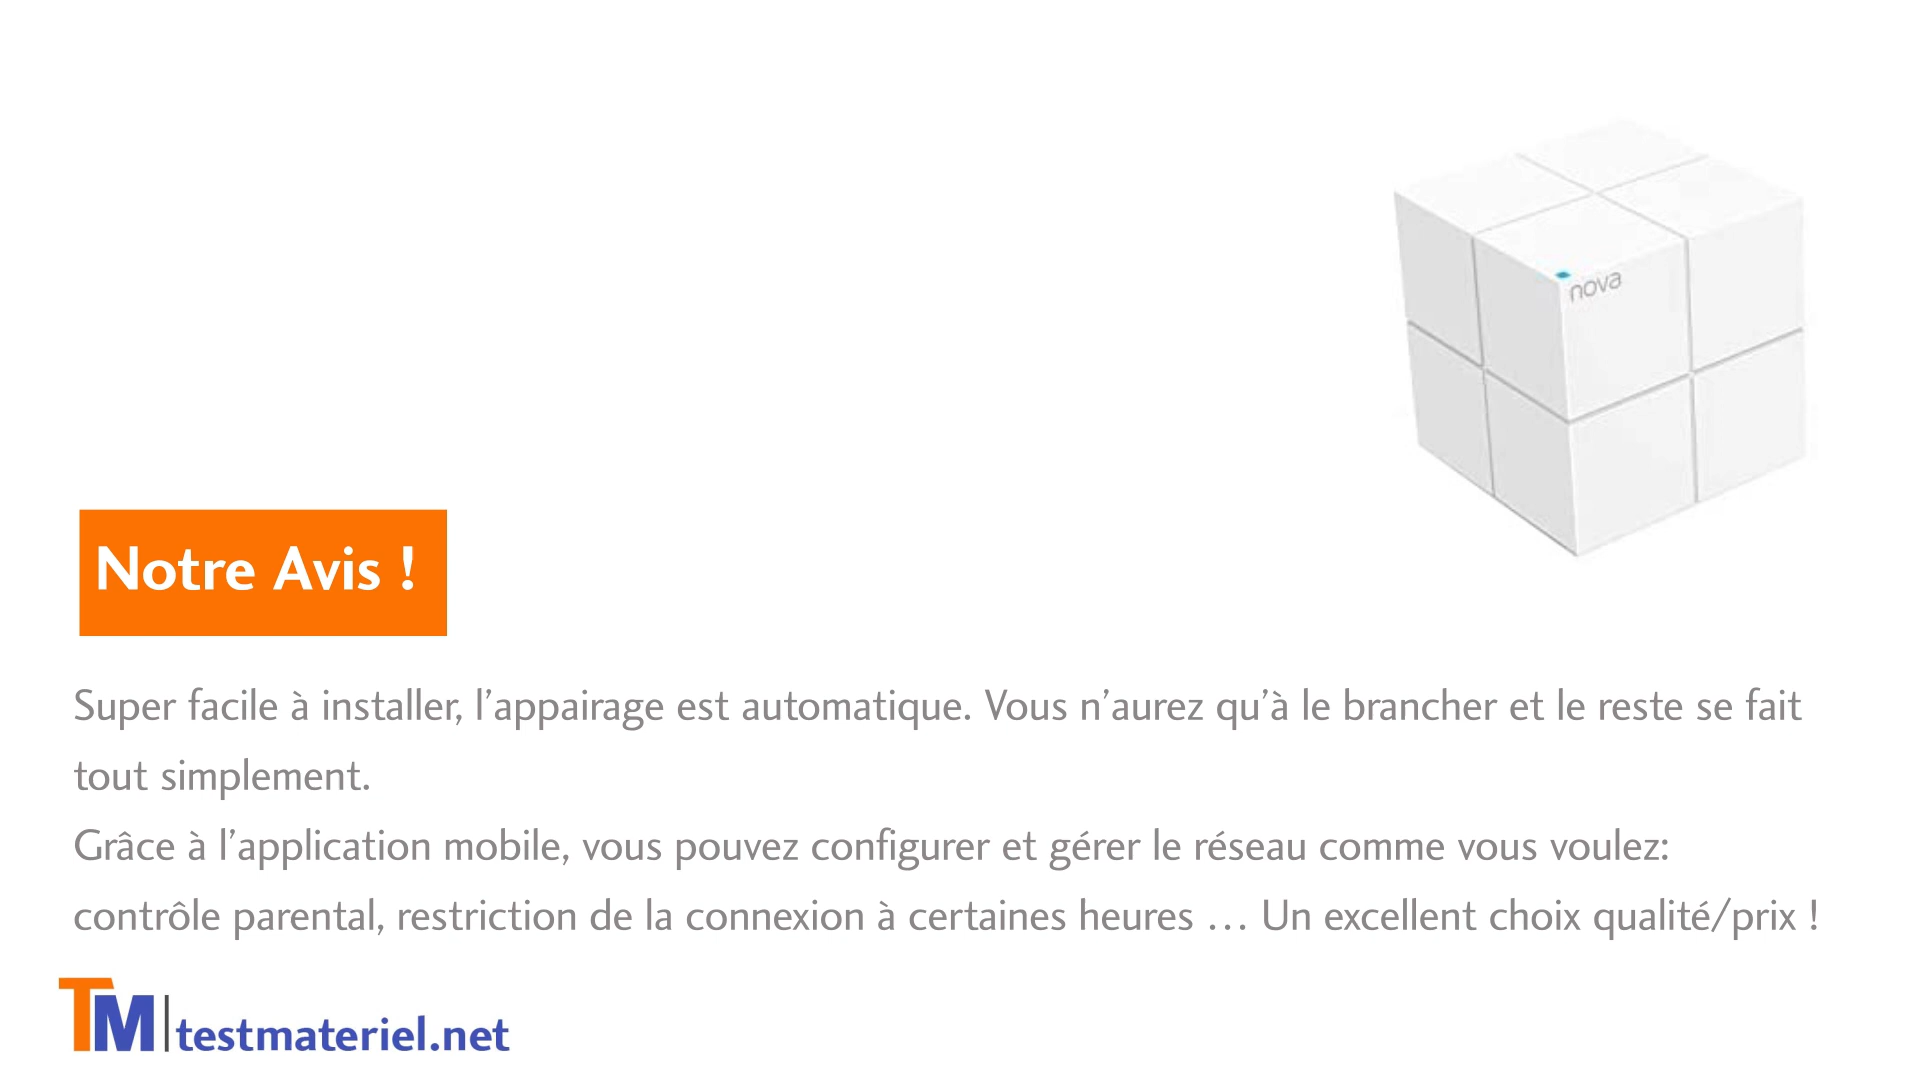 nova
Notre Avis !
Super facile à installer, l’appairage est automatique. Vous n’aurez qu’à le brancher et le reste se fait
tout simplement.
Grâce à l’application mobile, vous pouvez configurer et gérer le réseau comme vous voulez:
contrôle parental, restriction de la connexion à certaines heures … Un excellent choix qualité/prix !
TM|testmateriel.net